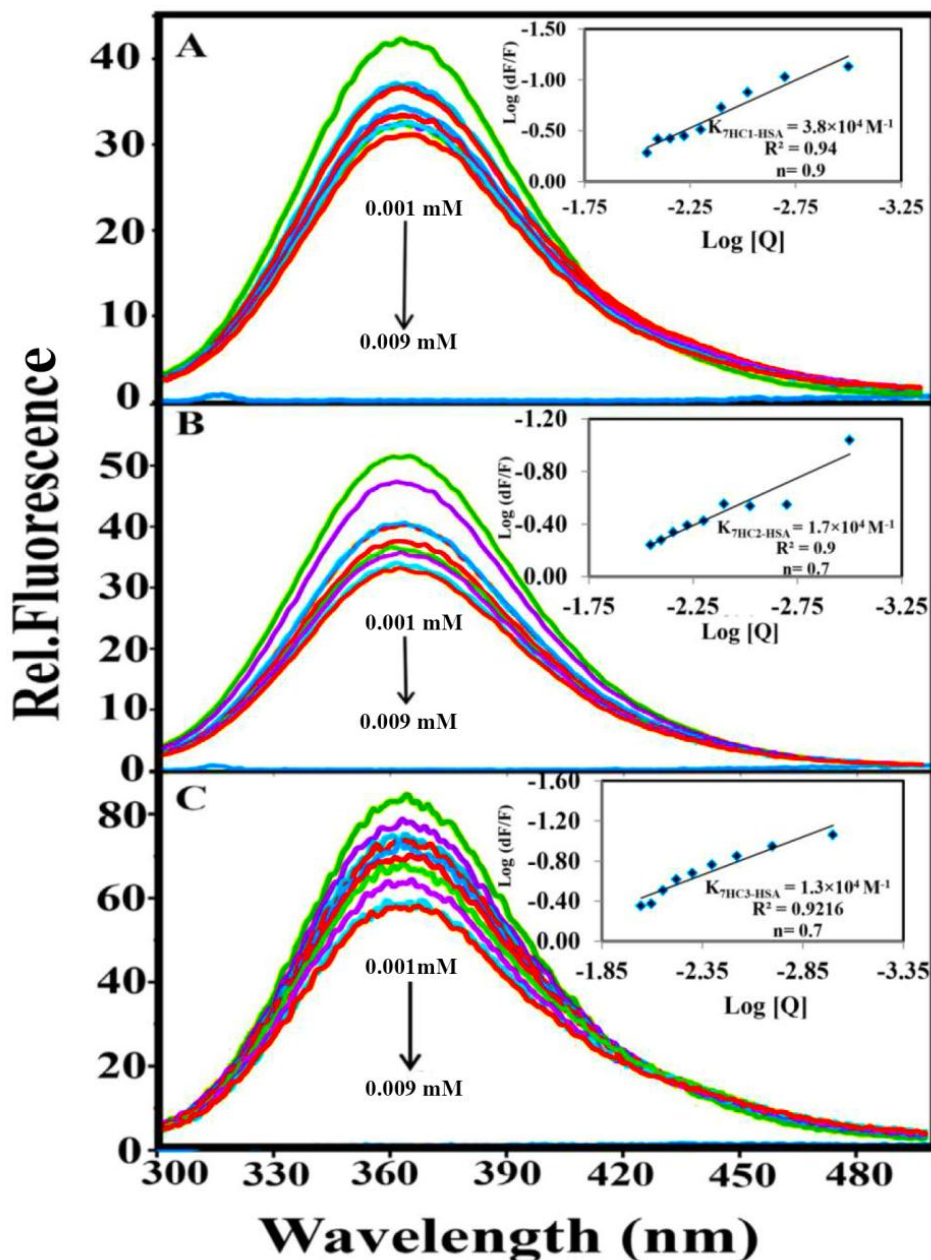 Rel.Fluorescence
A
40
30
20
10
0
0.001 mM
0.009 mM
Log (dF/F)
-1.50
-1.00
-0.50
0.00
K7HC1-HSA = 3.8×10⁴ M⁻¹
R² = 0.94
n= 0.9
-1.75 -2.25 -2.75 -3.25
Log [Q]
B
50
40
30
20
10
0
0.001 mM
0.009 mM
Log (dF/F)
-1.20
-0.80
-0.40
0.00
K7HC2-HSA = 1.7×10⁴ M⁻¹
R² = 0.9
n= 0.7
-1.75 -2.25 -2.75 -3.25
Log [Q]
C
80
60
40
20
0
0.001mM
0.009 mM
Log (dF/F)
-1.60
-1.20
-0.80
-0.40
0.00
K7HC3-HSA = 1.3×10⁴ M⁻¹
R² = 0.9216
n= 0.7
-1.85 -2.35 -2.85 -3.35
Log [Q]
300 330 360 390 420 450 480
Wavelength (nm)